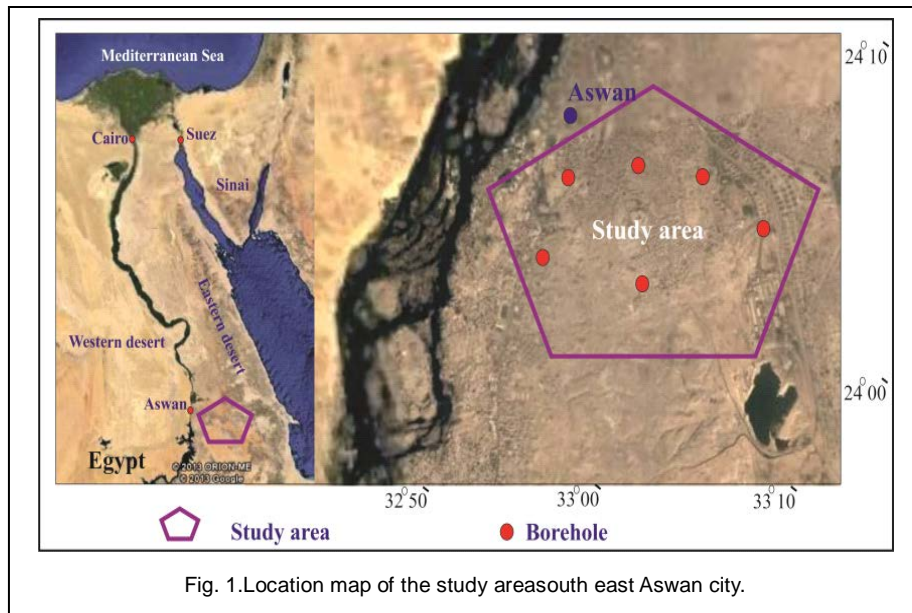 Mediterranean Sea
Cairo
Suez
Sinai
Eastern desert
Western desert
Aswan
Egypt
© 2013 ORION-ME
© 2013 Google
Aswan
Study area
24°10'
24°00'
32°50'
33°00'
33°10'
Study area
Borehole
Fig. 1.Location map of the study areasouth east Aswan city.